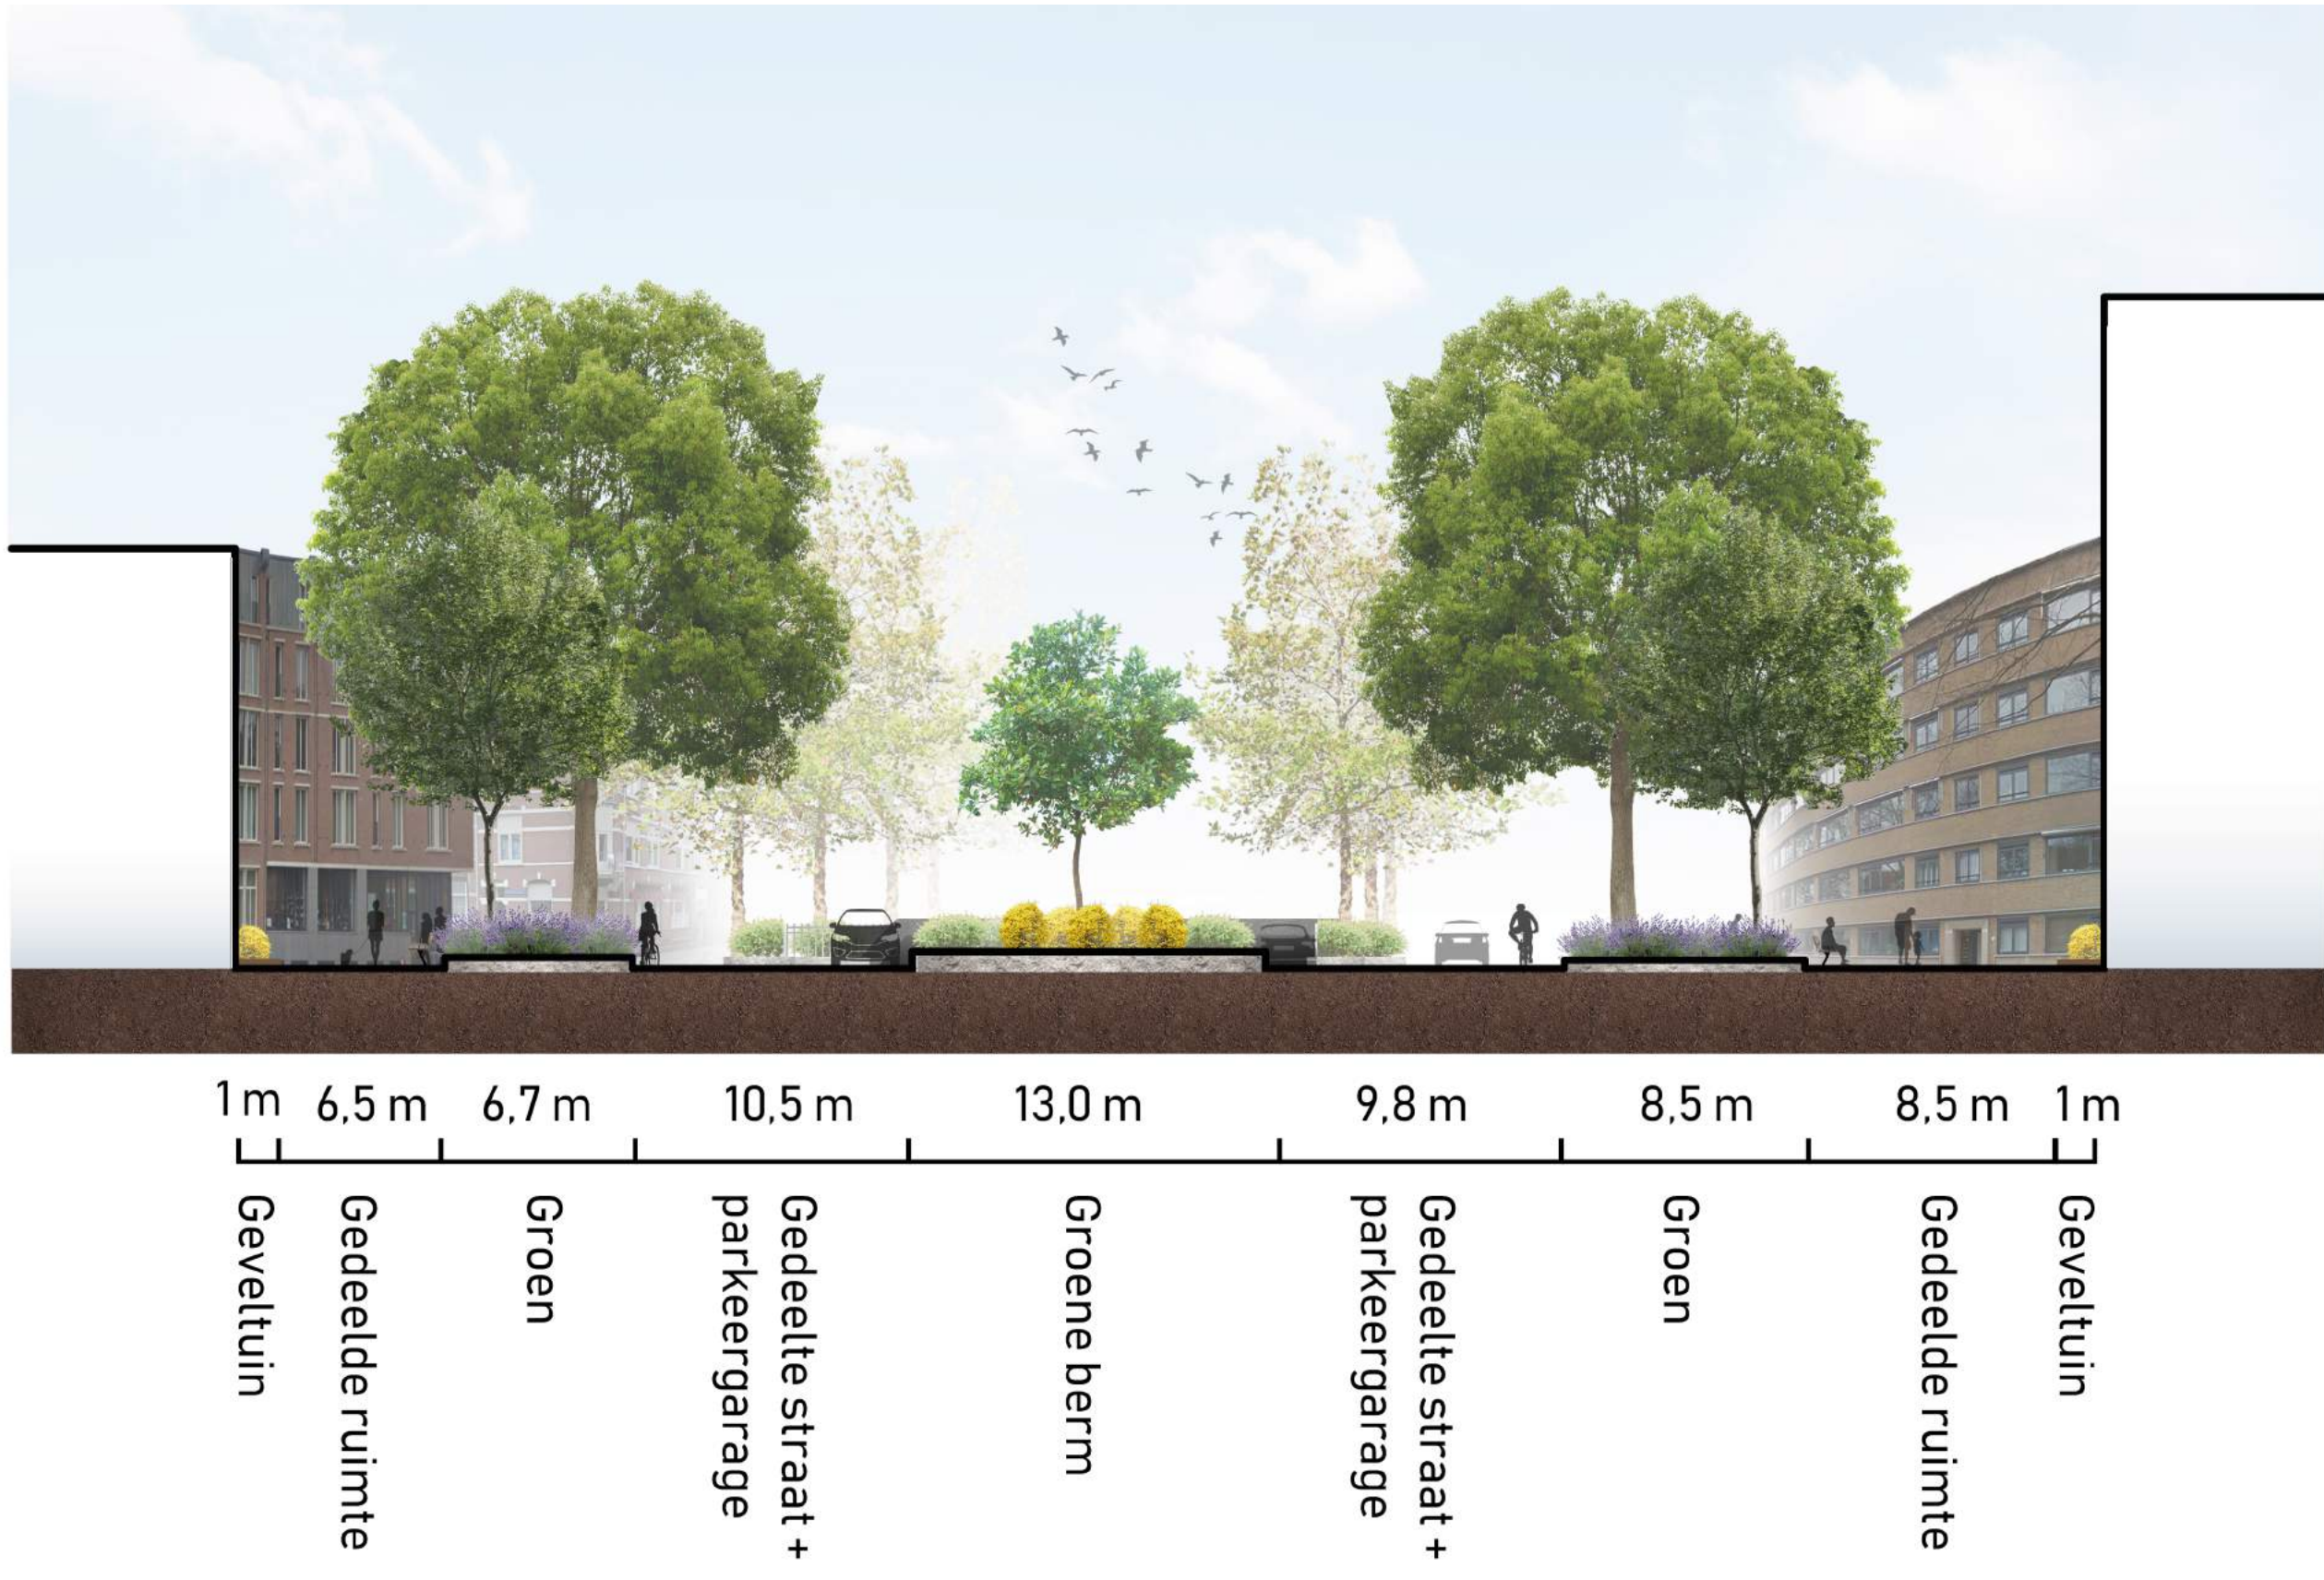 1 m
6,5 m
6,7 m
10,5 m
13,0 m
9,8 m
8,5 m
8,5 m
1 m
Geveltuin
Gedeelde ruimte
Groen
Gedeelte straat +
parkeergarage
Groene berm
Gedeelte straat +
parkeergarage
Groen
Gedeelde ruimte
Geveltuin